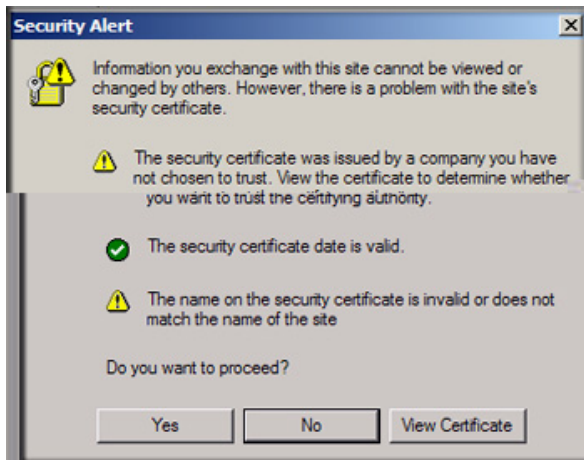 Security Alert
Information you exchange with this site cannot be viewed or
changed by others. However, there is a problem with the site's
security certificate.
The security certificate was issued by a company you have
not chosen to trust. View the certificate to determine whether
you want to trust the certifying authority.
The security certificate date is valid.
The name on the security certificate is invalid or does not
match the name of the site
Do you want to proceed?
Yes
No
View Certificate